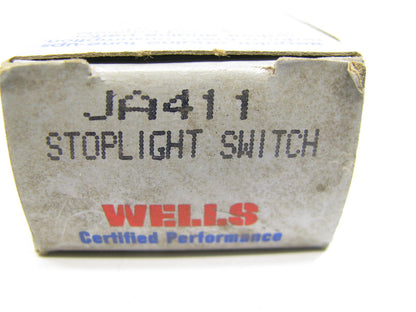 JA411
STOPLIGHT SWITCH
WELLS
Certified Performance